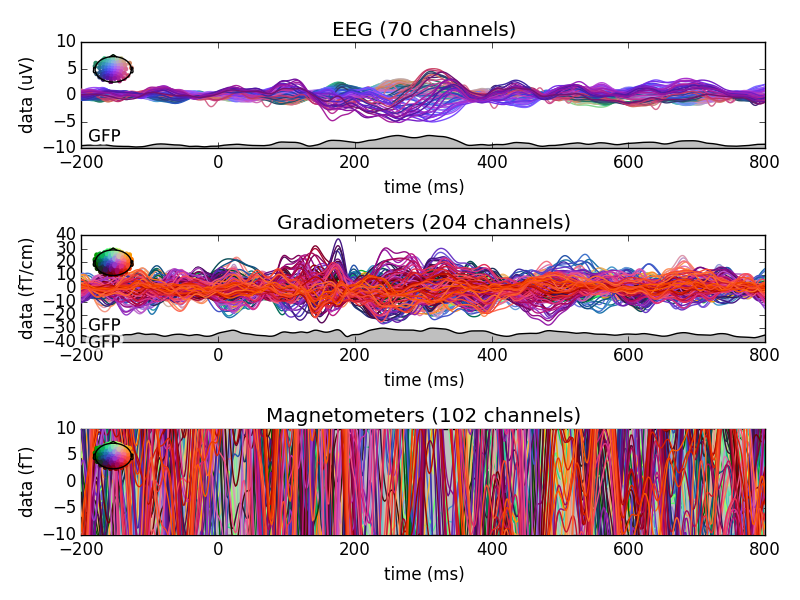 EEG (70 channels)
10
5
0
−5
−10
data (uV)
GFP
−200 0 200 400 600 800
time (ms)
Gradiometers (204 channels)
40
30
20
10
0
−10
−20
−30
−40
data (fT/cm)
GFP
GFP
−200 0 200 400 600 800
time (ms)
Magnetometers (102 channels)
10
5
0
−5
−10
data (fT)
−200 0 200 400 600 800
time (ms)